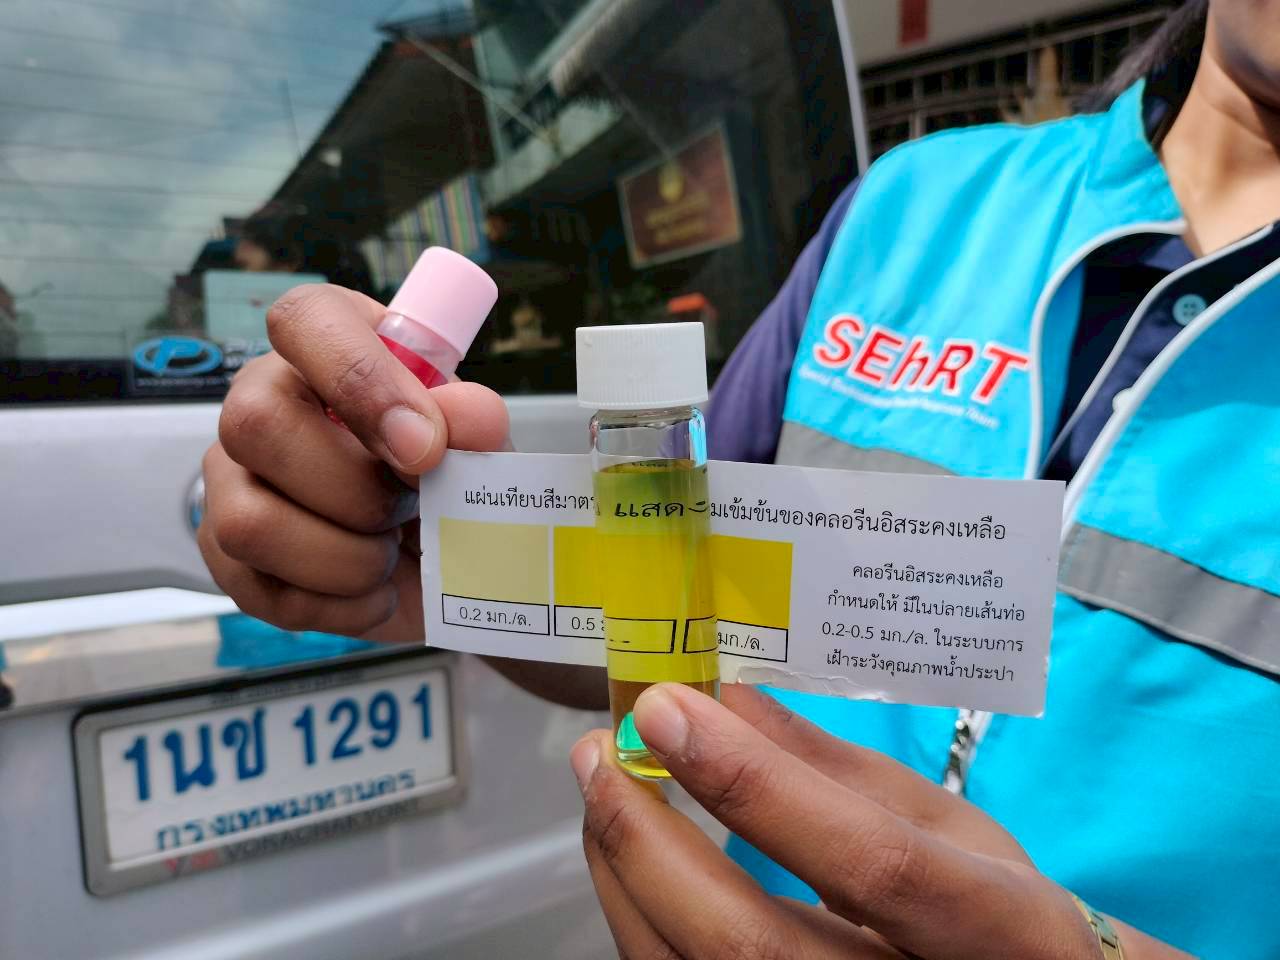 SEhRT
แผ่นเทียบสีมาตร แสดะ มเข้มข้นของคลอรีนอิสระคงเหลือ
0.2 มก./ล.
0.5
มก./ล.
คลอรีนอิสระคงเหลือ
กำหนดให้ มีในปลายเส้นท่อ
0.2-0.5 มก./ล. ในระบบการ
เฝ้าระวังคุณภาพน้ำประปา
1นช 1291
กรุงเทพมหานคร
VORACHAKYONT